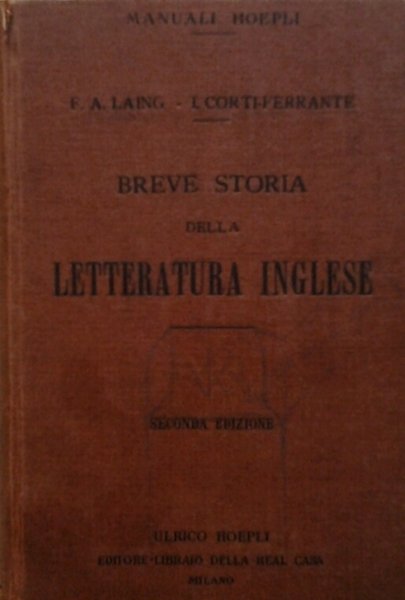 MANUALI HOEPLI
F. A. LAING. - I. CORTI-FERRANTE
BREVE STORIA
DELLA
LETTERATURA INGLESE
SECONDA EDIZIONE
ULRICO HOEPLI
EDITORE-LIBRAIO DELLA REAL CASA
MILANO